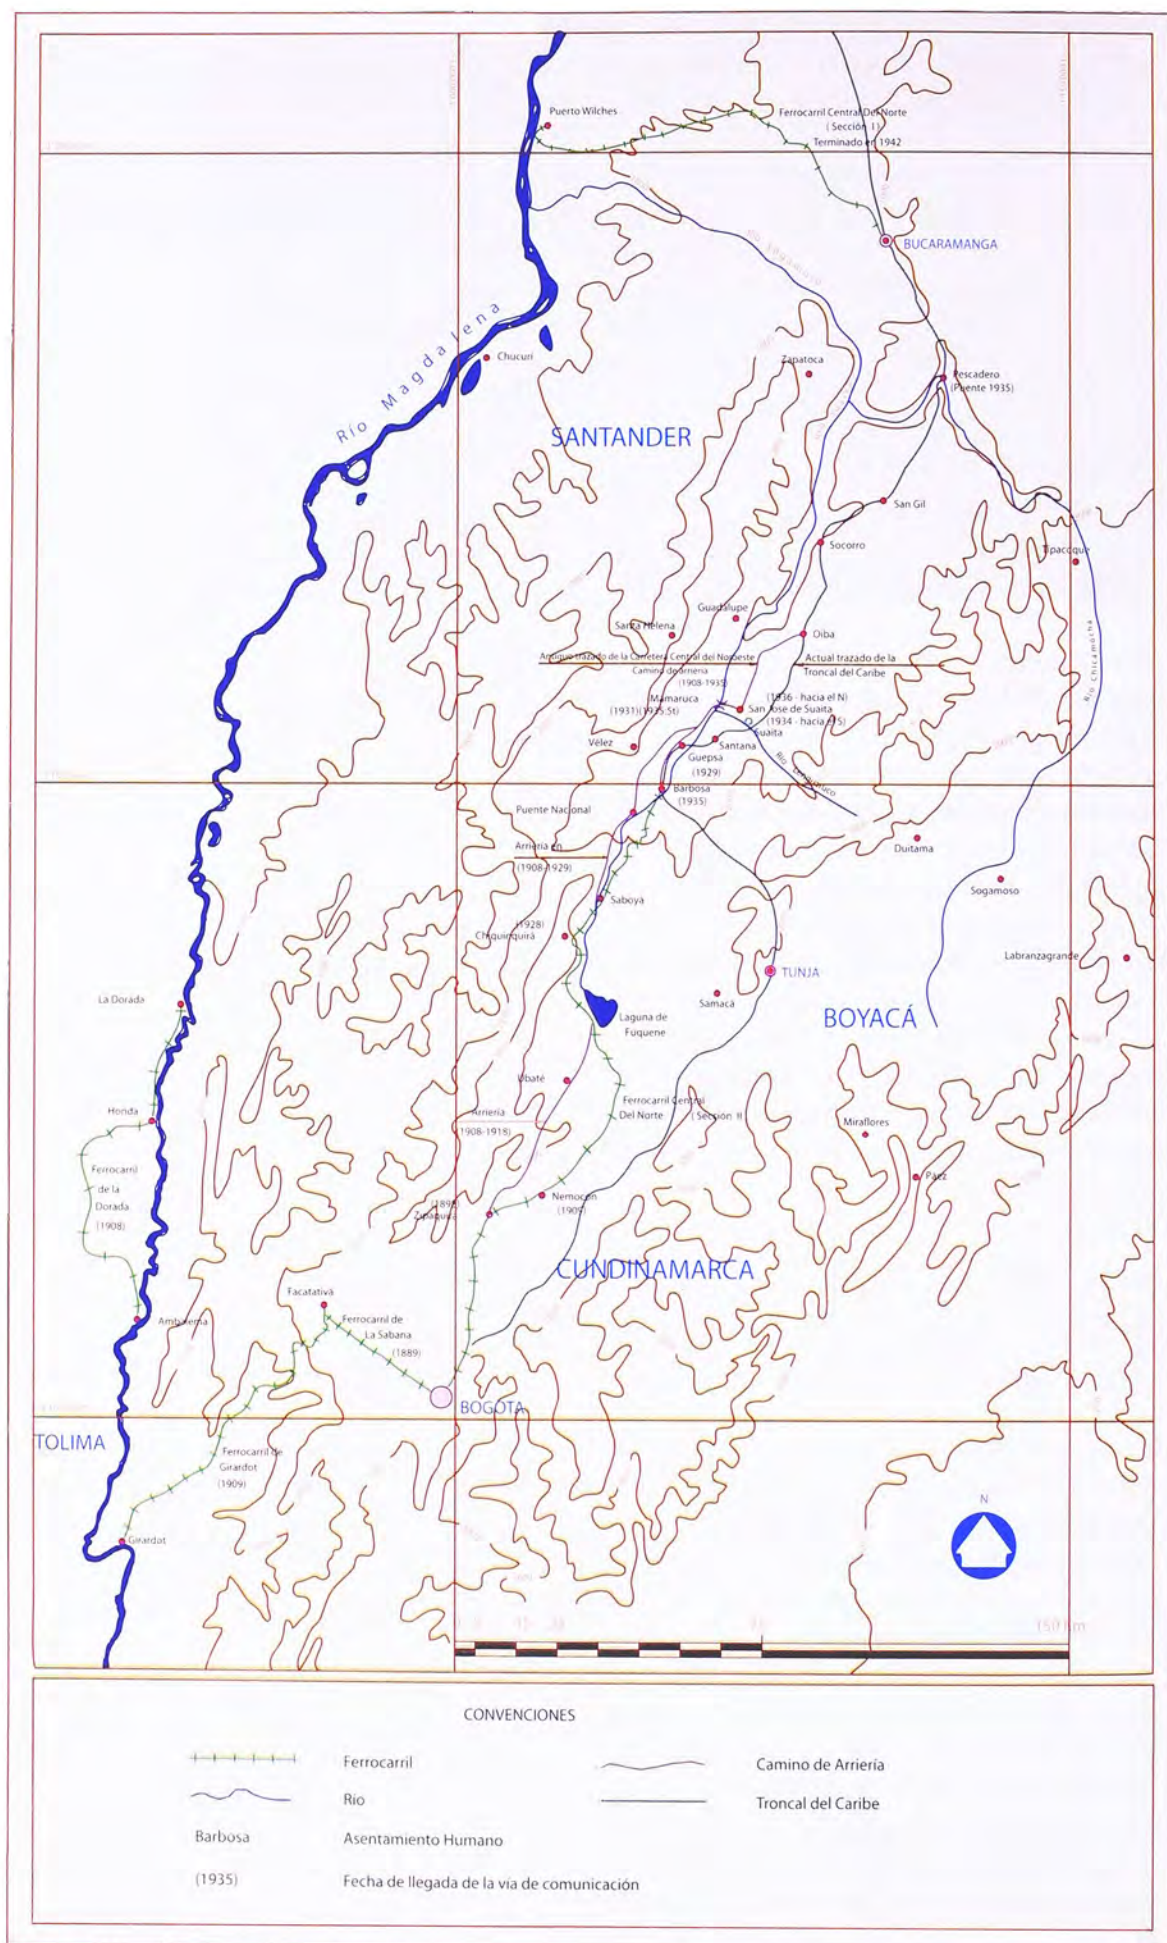 Puerto Wilches
Ferrocarril Central Del Norte
( Sección I )
Terminado en 1942
BUCARAMANGA
Río Magdalena
Chucurí
Zapatoca
Pescadero
(Puente 1935)
SANTANDER
San Gil
Socorro
Tipacoque
Guadalupe
Santa Helena
Oiba
Río Chicamocha
Antiguo trazado de la Carretera Central del Noroeste
Camino de arriería
(1908-1935)
Actual trazado de la
Troncal del Caribe
Mamaruca
(1931)(1935:St)
(1936 - hacia el N)
San José de Suaita
(1934 - hacia el S)
Suaita
Vélez
Santana
Guepsa
(1929)
Barbosa
(1935)
Puente Nacional
Duitama
Arriería en
(1908-1929)
Sogamoso
Saboyá
(1928)
Chiquinquirá
Labranzagrande
TUNJA
La Dorada
Samacá
Laguna de
Fúquene
BOYACÁ
Ubaté
Honda
Arriería
(1908-1918)
Ferrocarril Central
Del Norte
( Sección II )
Miraflores
Ferrocarril
de la
Dorada
(1908)
Páez
Nemocón
(1909)
Zipaquirá
CUNDINAMARCA
Facatativá
Ambalema
Ferrocarril de
La Sabana
(1889)
BOGOTA
TOLIMA
Ferrocarril de
Girardot
(1909)
N
Girardot
150 Km
CONVENCIONES
Ferrocarril
Camino de Arriería
Río
Troncal del Caribe
Barbosa
Asentamiento Humano
(1935)
Fecha de llegada de la vía de comunicación